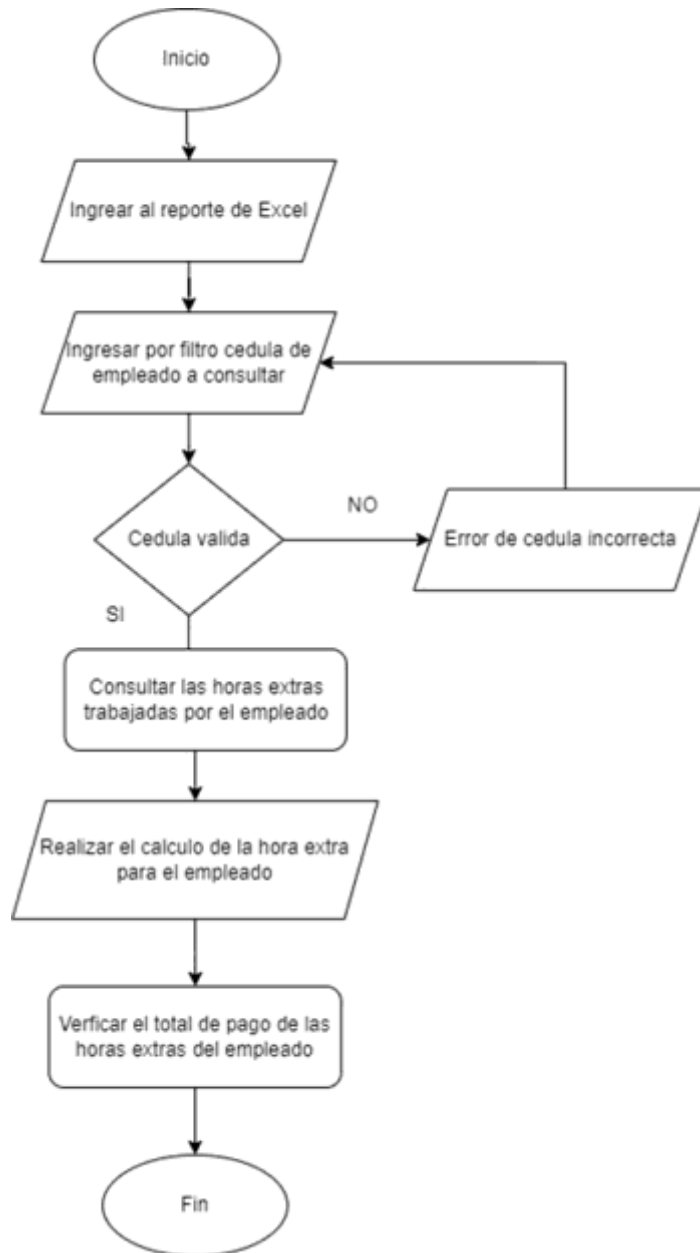 Inicio
Ingrear al reporte de Excel
Ingresar por filtro cedula de
empleado a consultar
NO
Cedula valida
Error de cedula incorrecta
SI
Consultar las horas extras
trabajadas por el empleado
Realizar el calculo de la hora extra
para el empleado
Verficar el total de pago de las
horas extras del empleado
Fin